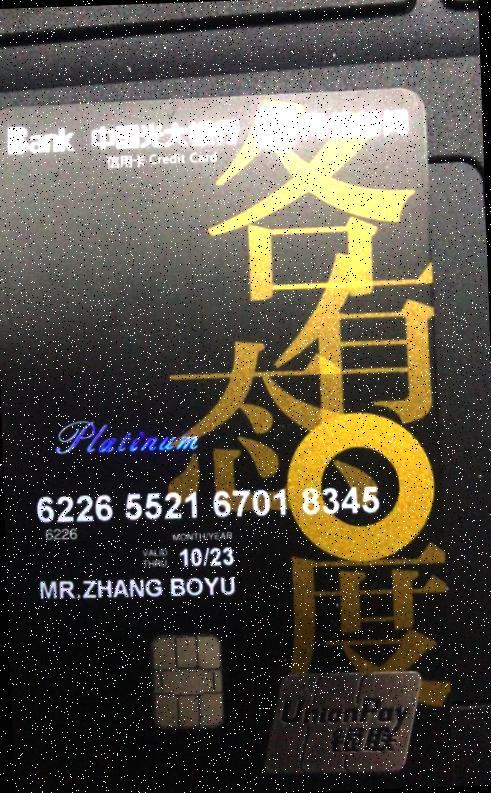 Bank 中国光大银行
信用卡 Credit Card
各有态度
Platinum
6226 5521 6701 8345
6226
MONTH/YEAR
VALID THRU 10/23
MR.ZHANG BOYU
UnionPay
银联